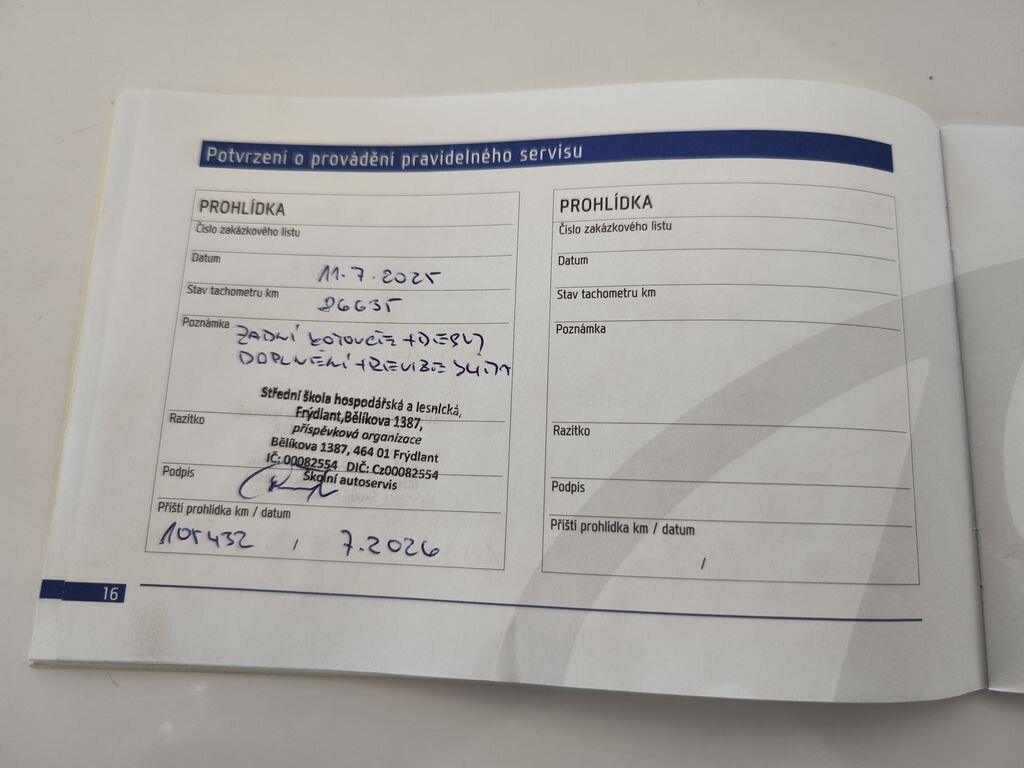 Potvrzení o provádění pravidelného servisu
PROHLÍDKA
Číslo zakázkového listu
Datum 11.7.2025
Stav tachometru km 86635
Poznámka ZADNÍ KOTOUČE + DESKY
DOPLNĚNÍ + REVIZE
Střední škola hospodářská a lesnická,
Frýdlant,Bělíkova 1387,
příspěvková organizace
Razítko
Bělíkova 1387, 464 01 Frýdlant
IČ: 00082554 DIČ: Cz00082554
Školní autoservis
Podpis
Příští prohlídka km / datum
105432 / 7.2026
PROHLÍDKA
Číslo zakázkového listu
Datum
Stav tachometru km
Poznámka
Razítko
Podpis
Příští prohlídka km / datum
/
16